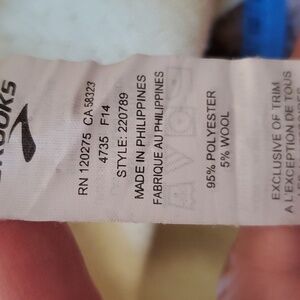 ROOKS
RN 120275 CA 58323
4735 F14
STYLE: 220789
MADE IN PHILIPPINES
FABRIQUE AU PHILIPPINES
95% POLYESTER
5% WOOL
EXCLUSIVE OF TRIM
A L'EXCEPTION DE TOUS